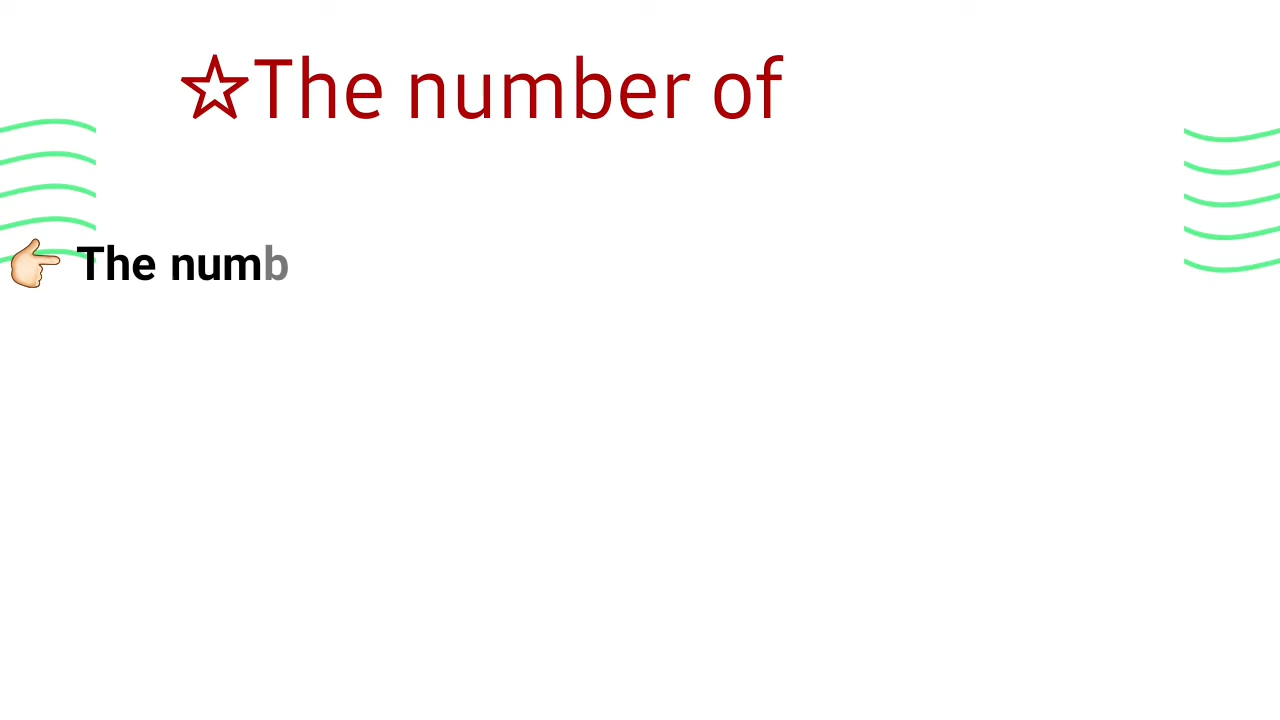 ☆The number of
👉 The numb